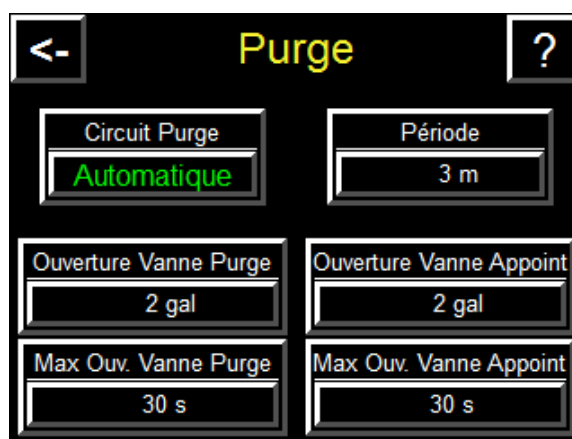 <- Purge ?
Circuit Purge Période
Automatique 3 m
Ouverture Vanne Purge Ouverture Vanne Appoint
2 gal 2 gal
Max Ouv. Vanne Purge Max Ouv. Vanne Appoint
30 s 30 s